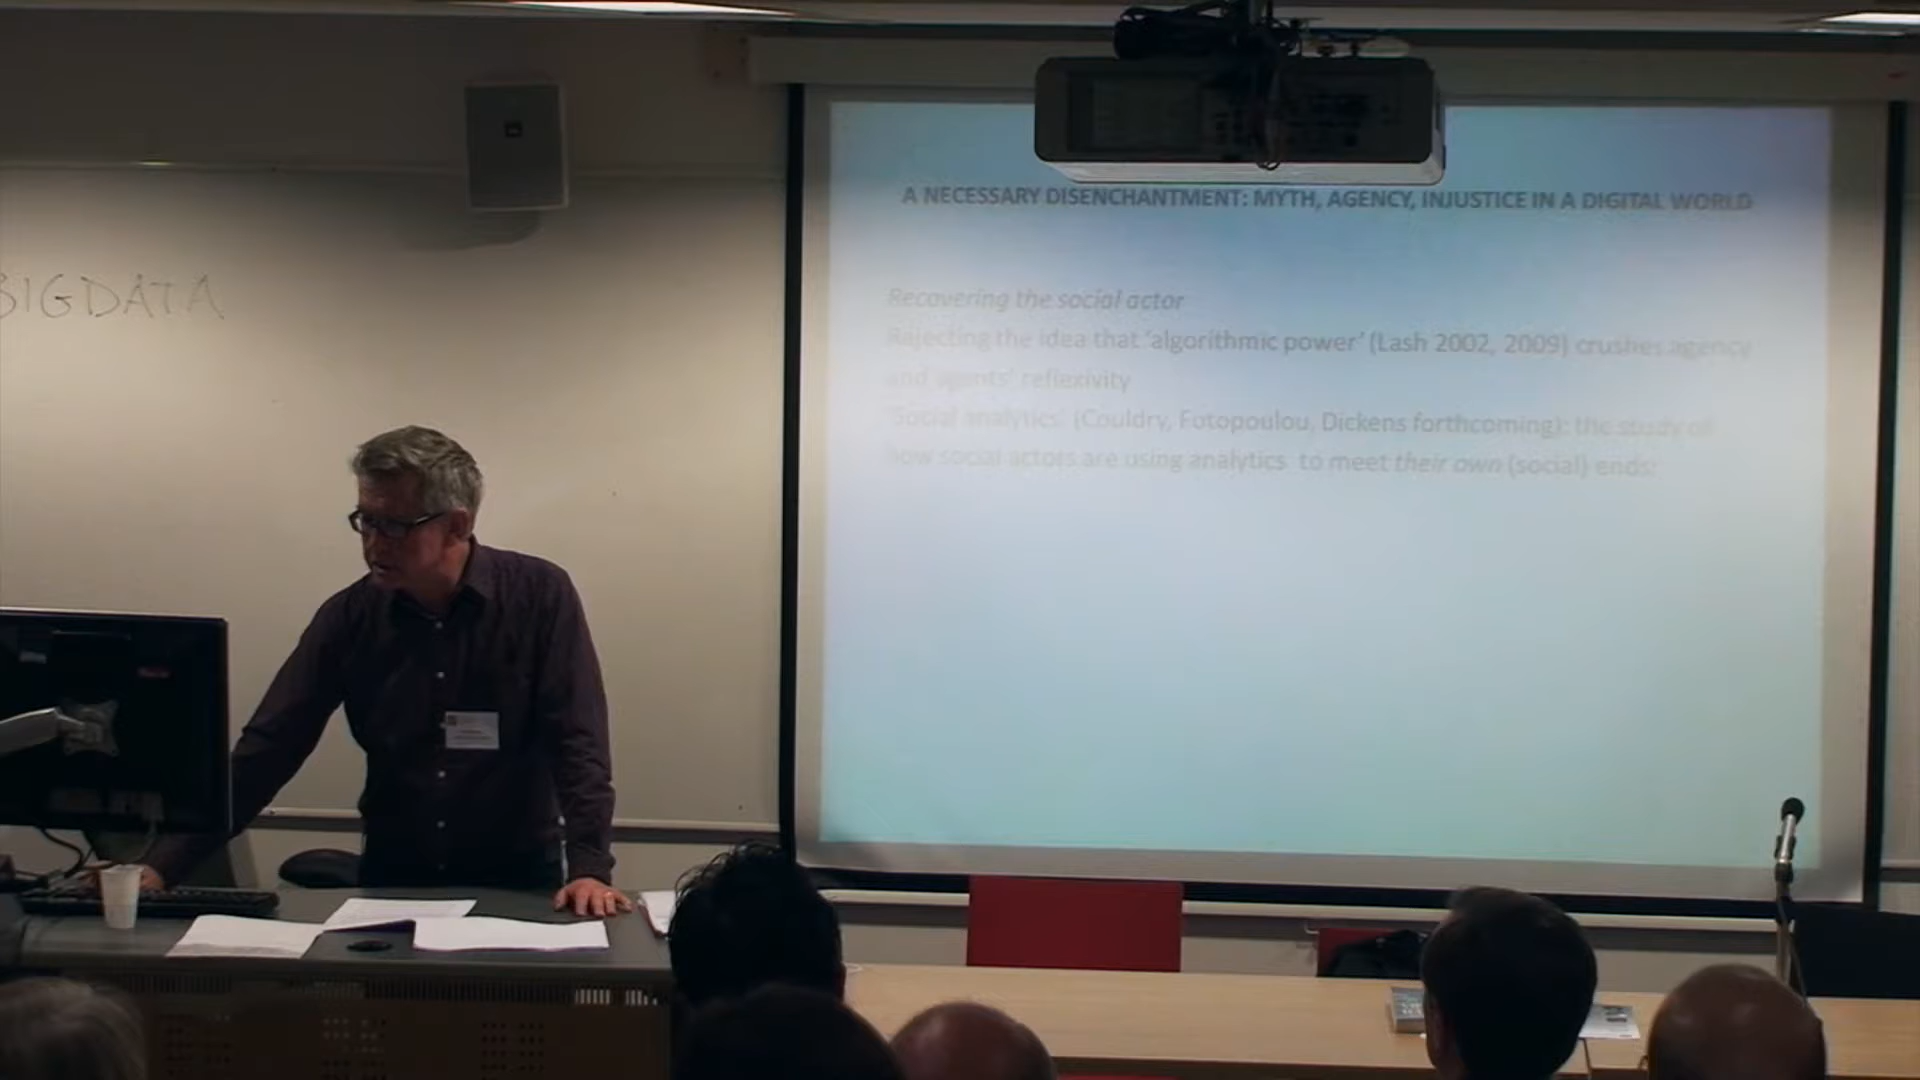 BIGDATA
A NECESSARY DISENCHANTMENT: MYTH, AGENCY, INJUSTICE IN A DIGITAL WORLD
Recovering the social actor
Rejecting the idea that ‘algorithmic power’ (Lash 2002, 2009) crushes agency
and agents’ reflexivity
‘Social analytics’ (Couldry, Fotopoulou, Dickens forthcoming): the study of
how social actors are using analytics to meet their own (social) ends: